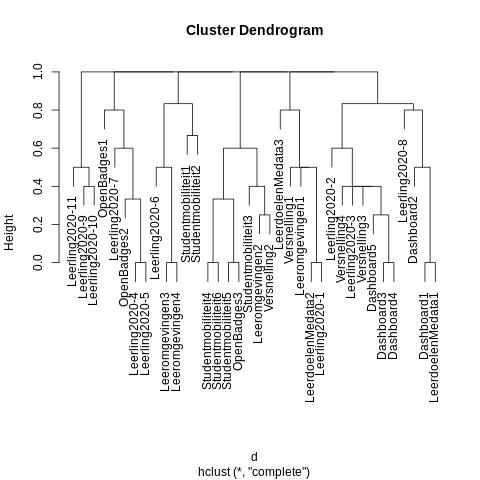 Cluster Dendrogram
Height
1.0
0.8
0.6
0.4
0.2
0.0
Leerling2020-11
Leerling2020-9
Leerling2020-10
OpenBadges1
Leerling2020-7
OpenBadges2
Leerling2020-4
Leerling2020-5
Leerling2020-6
Leeromgevingen3
Leeromgevingen4
Studentmobiliteit1
Studentmobiliteit2
Studentmobiliteit4
Studentmobiliteit6
Studentmobiliteit5
OpenBadges3
Studentmobiliteit3
Leeromgevingen2
Versnelling2
LeerdoelenMedata3
Versnelling1
Leeromgevingen1
LeerdoelenMedata2
Leerling2020-1
Leerling2020-2
Versnelling4
Leerling2020-3
Versnelling3
Dashboard5
Dashboard3
Dashboard4
Leerling2020-8
Dashboard2
Dashboard1
LeerdoelenMedata1
d
hclust (*, "complete")